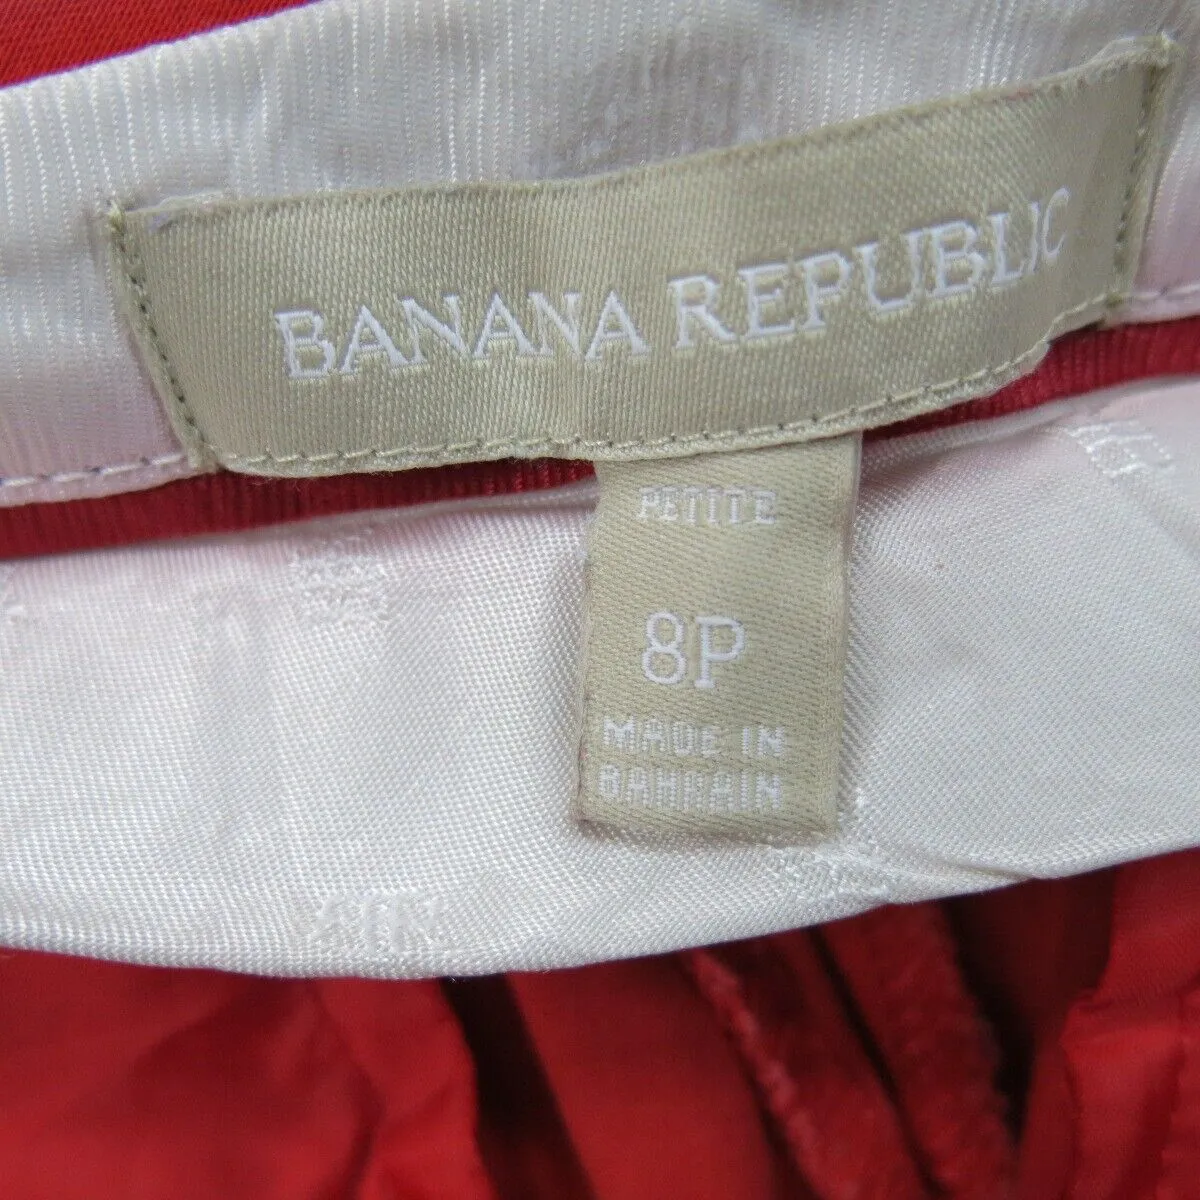 BANANA REPUBLIC
PETITE
8P
MADE IN
BAHRAIN